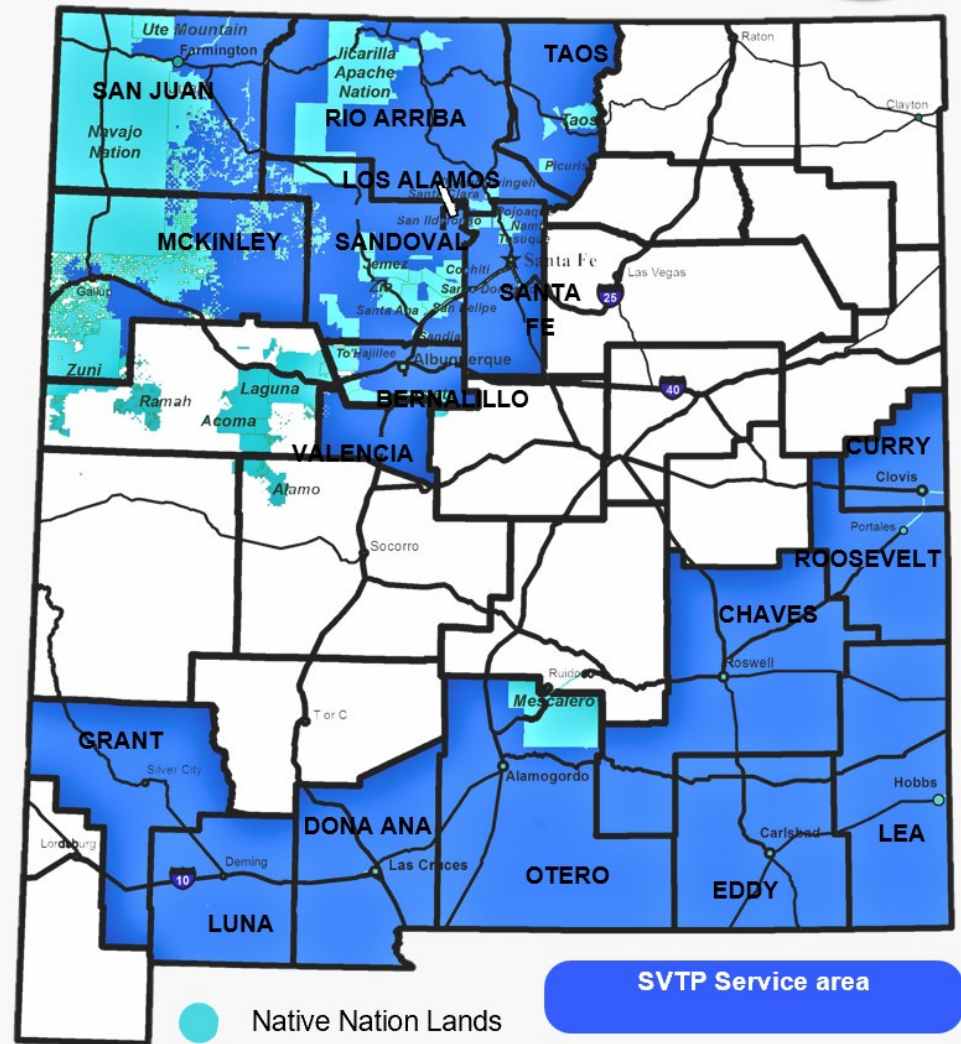 Ute Mountain
Farmington
Jicarilla
Apache
Nation
TAOS
Raton
SAN JUAN
Clayton
RIO ARRIBA
Taos
Navajo
Nation
Picuris
LOS ALAMOS
Santa Clara
San Ildefonso
Pojoaque
Nambe
Tesuque
MCKINLEY
SANDOVAL
Jemez
Cochiti
Santa Fe
Las Vegas
Zia
Santo Domingo
SANTA
FE
25
Gallup
Santa Ana
San Felipe
Sandia
To'Hajiilee
Albuquerque
Zuni
Laguna
40
Ramah
BERNALILLO
Acoma
CURRY
VALENCIA
Clovis
Alamo
Portales
Socorro
ROOSEVELT
CHAVES
Roswell
Mescalero
T or C
GRANT
Silver City
Alamogordo
Hobbs
DONA ANA
Carlsbad
LEA
Lordsburg
Las Cruces
10
Deming
OTERO
EDDY
LUNA
SVTP Service area
Native Nation Lands